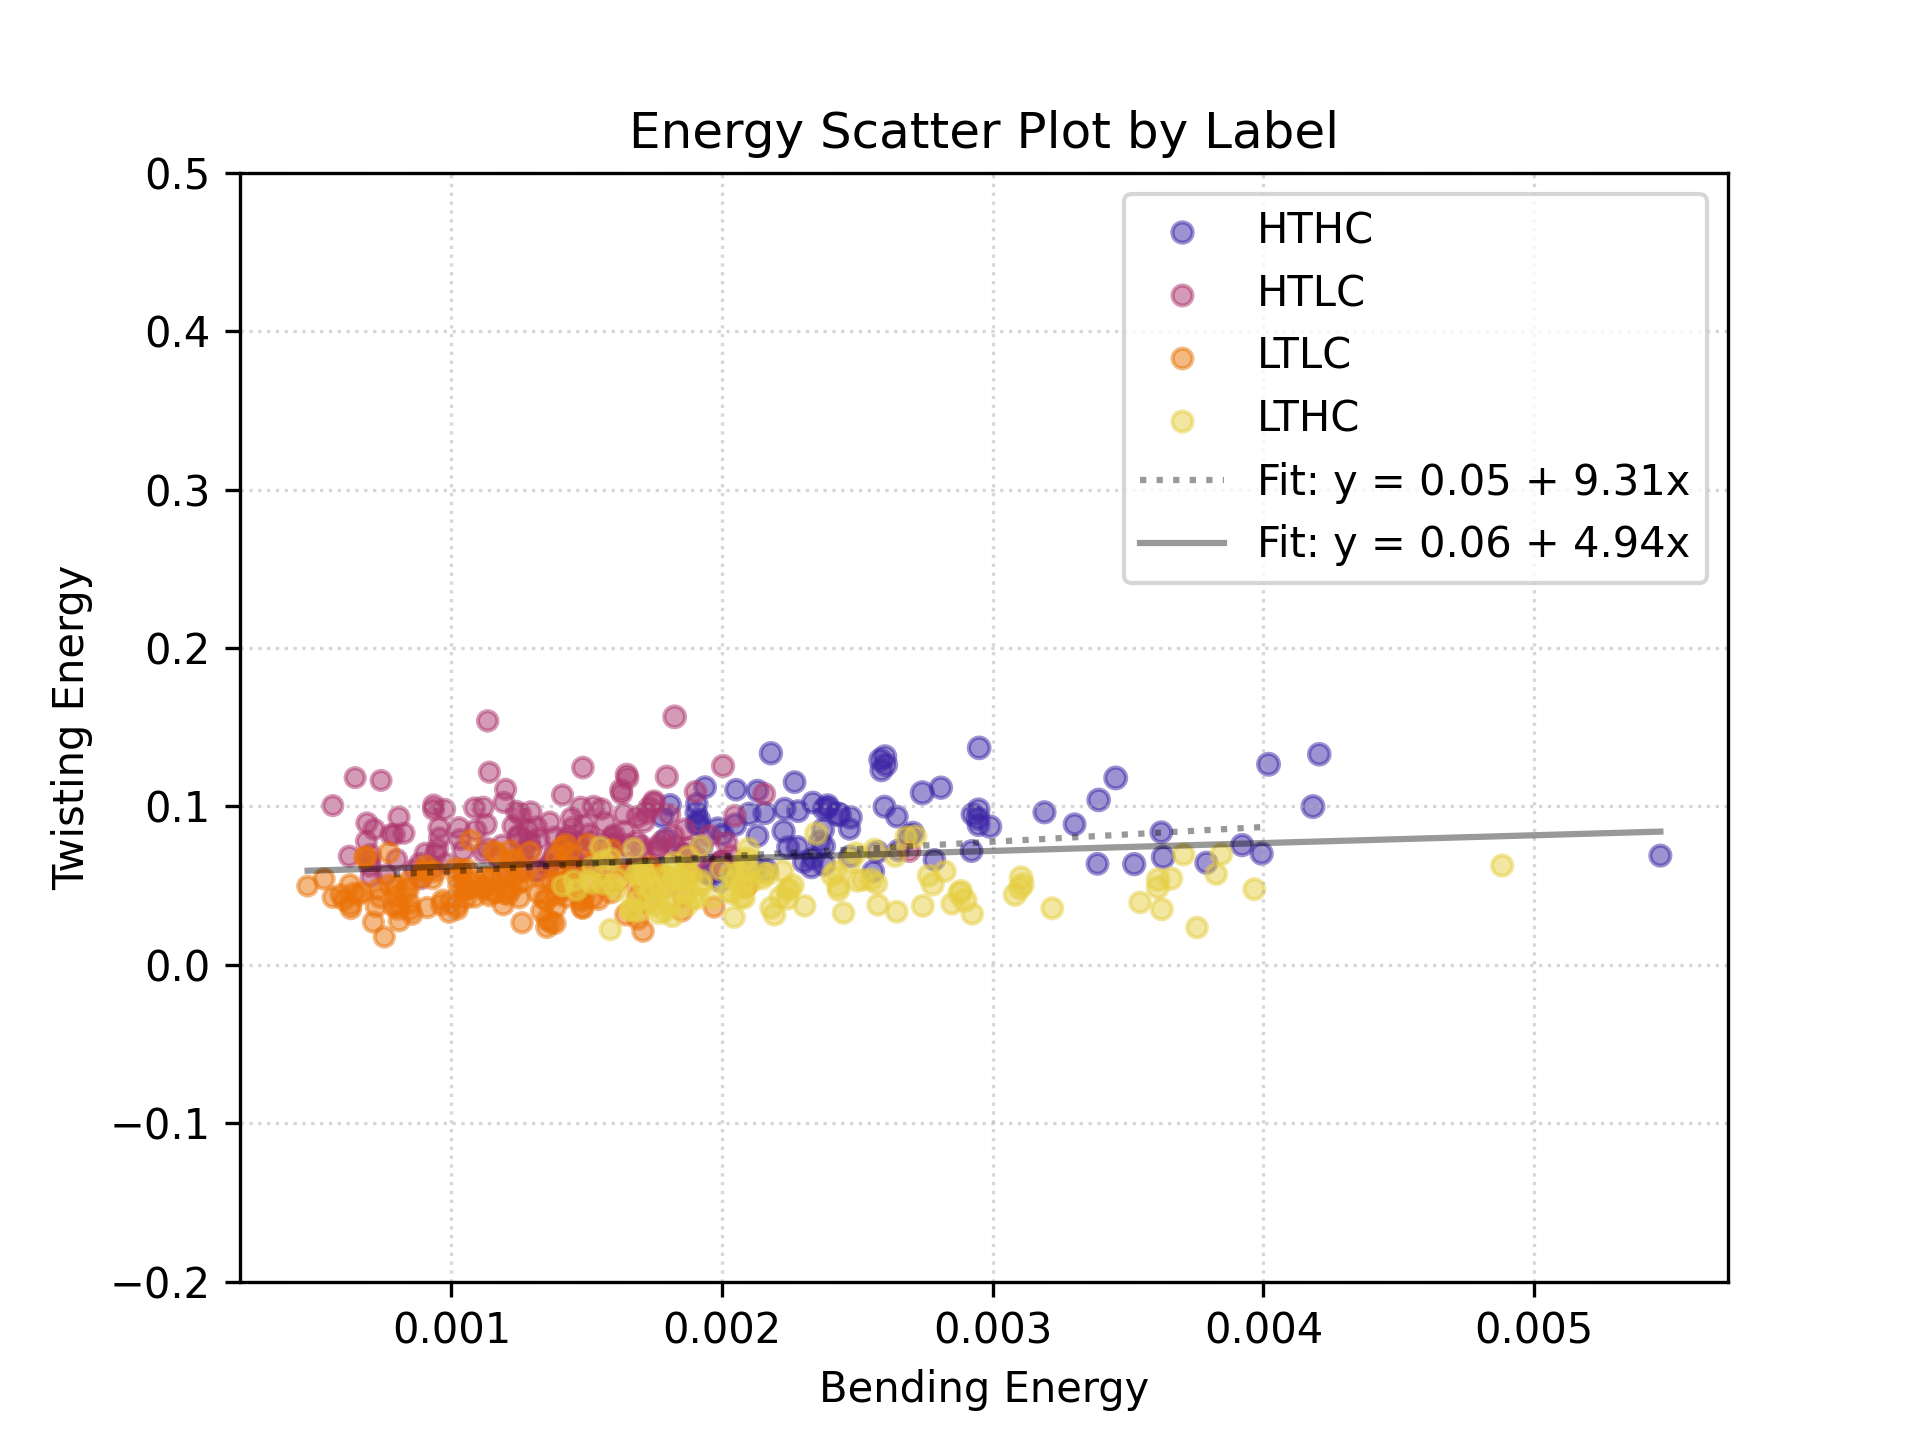 Energy Scatter Plot by Label
HTHC
HTLC
LTLC
LTHC
Fit: y = 0.05 + 9.31x
Fit: y = 0.06 + 4.94x
Twisting Energy
0.5
0.4
0.3
0.2
0.1
0.0
−0.1
−0.2
0.001 0.002 0.003 0.004 0.005
Bending Energy